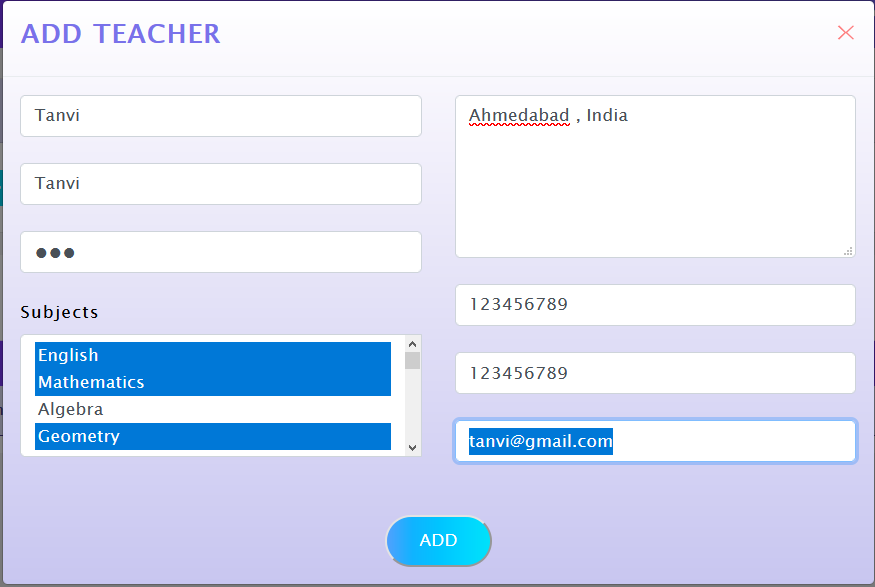 ADD TEACHER
Tanvi
Tanvi
●●●
Subjects
English
Mathematics
Algebra
Geometry
Ahmedabad , India
123456789
123456789
tanvi@gmail.com
ADD